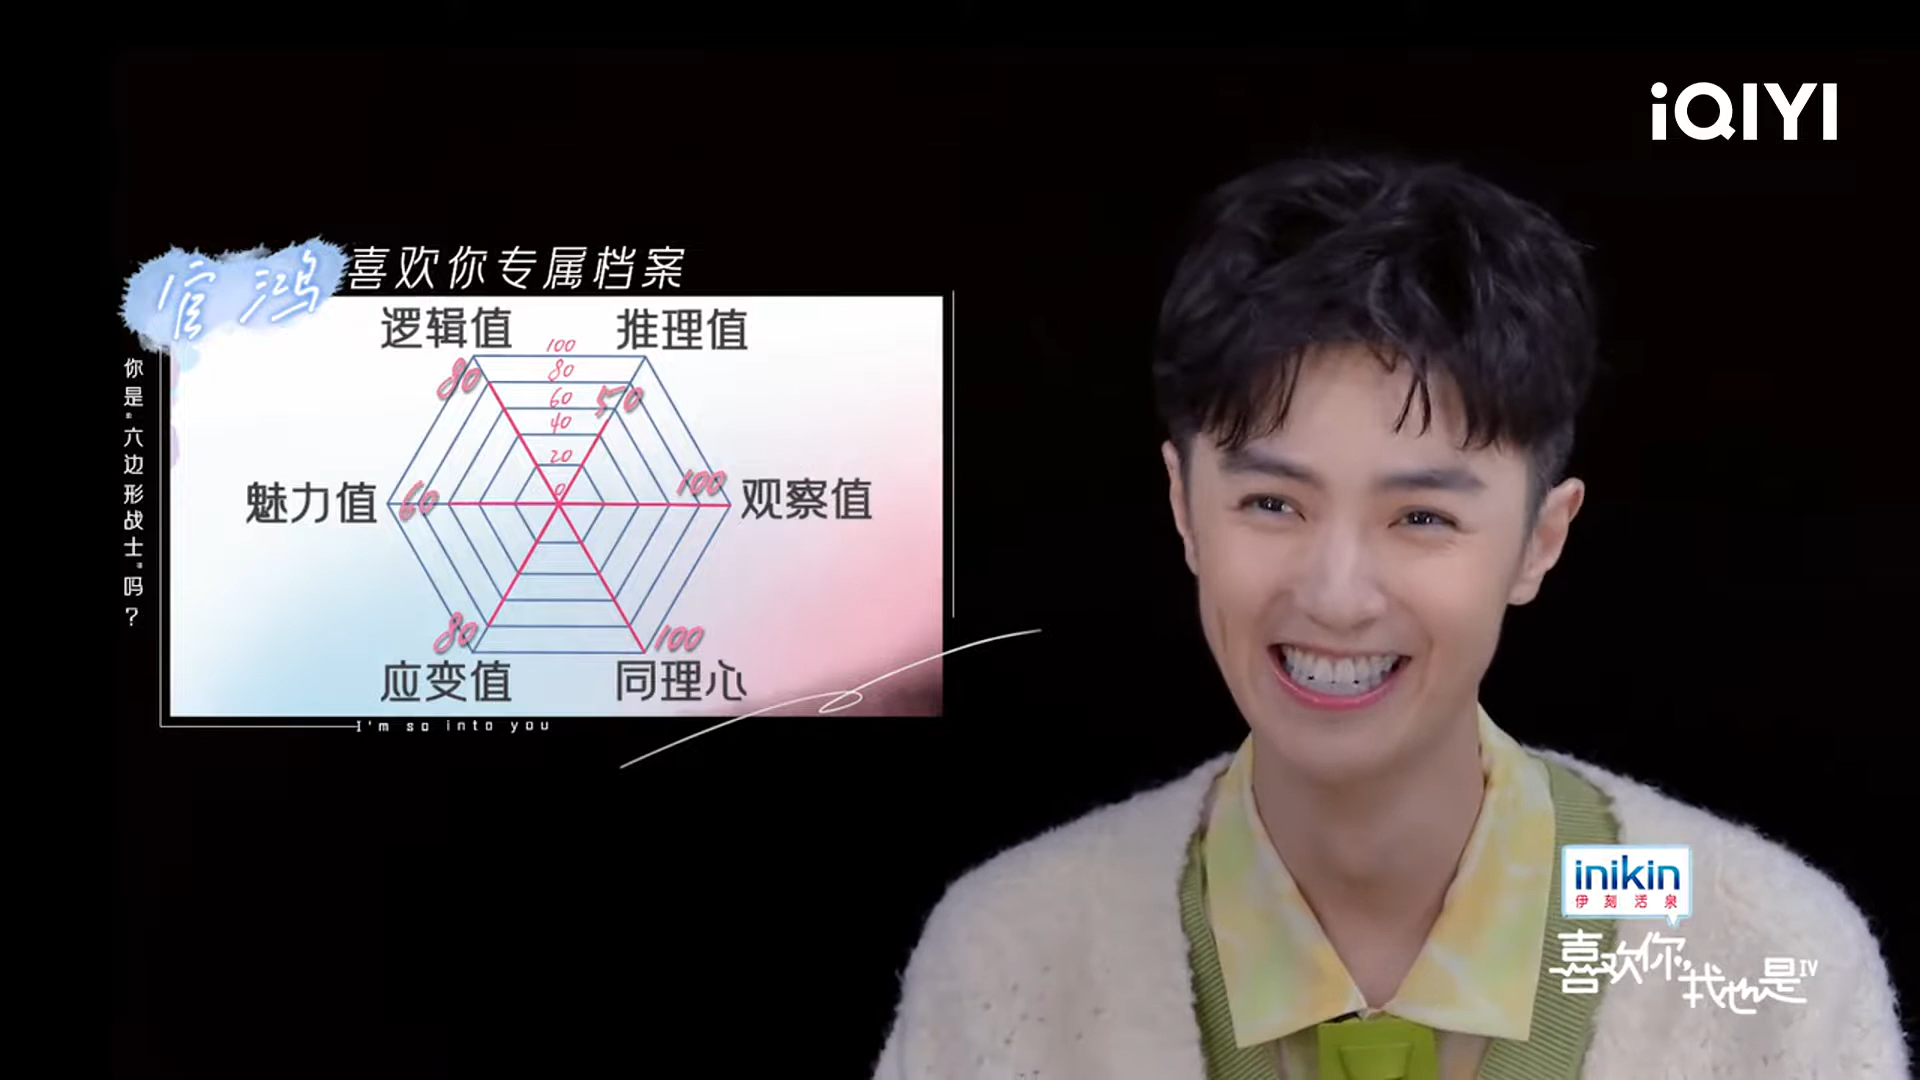 iQIYI
官鸿 喜欢你专属档案
你是“六边形战士”吗？
逻辑值
推理值
100
80
80
60
50
40
20
0
魅力值
60
100
观察值
80
100
应变值
同理心
I'm so into you
inikin
伊刻活泉
喜欢你，我也是IV